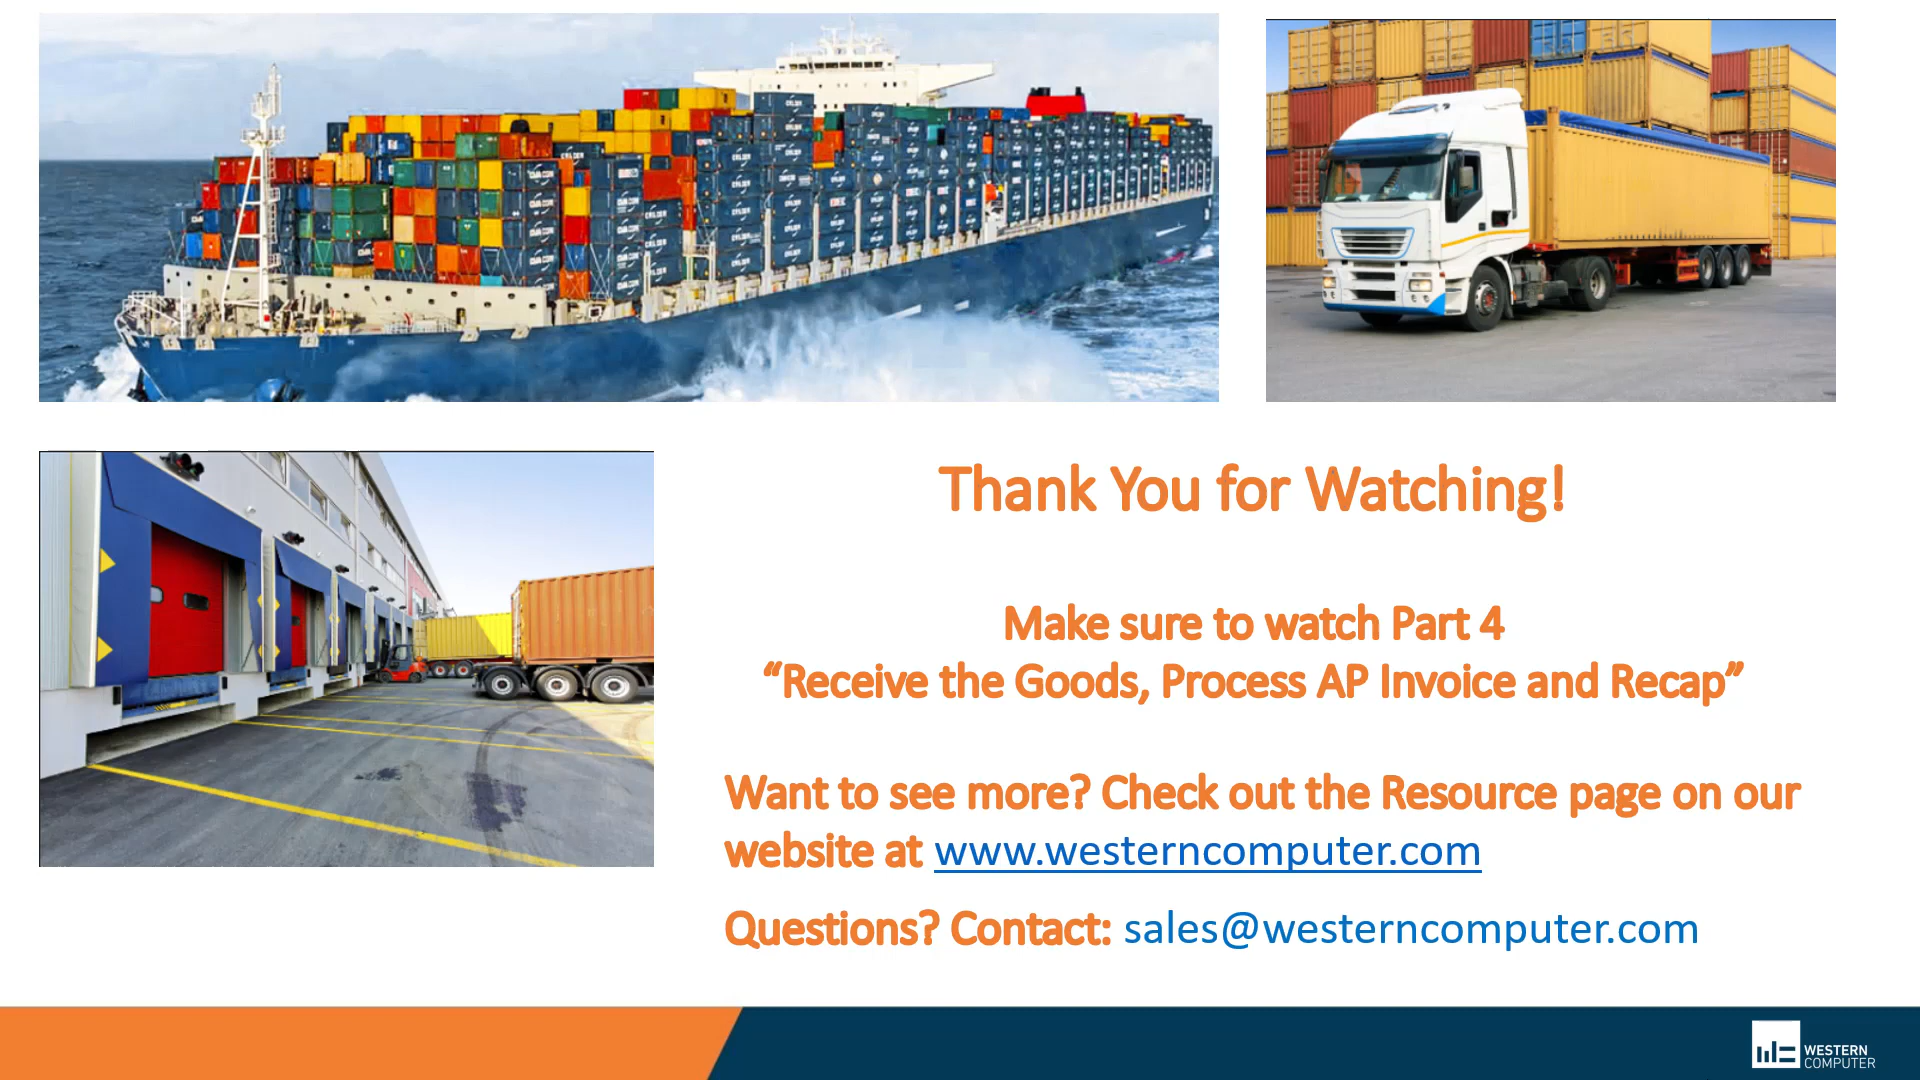 Thank You for Watching!
Make sure to watch Part 4
“Receive the Goods, Process AP Invoice and Recap”
Want to see more? Check out the Resource page on our
website at www.westerncomputer.com
Questions? Contact: sales@westerncomputer.com
WESTERN
COMPUTER